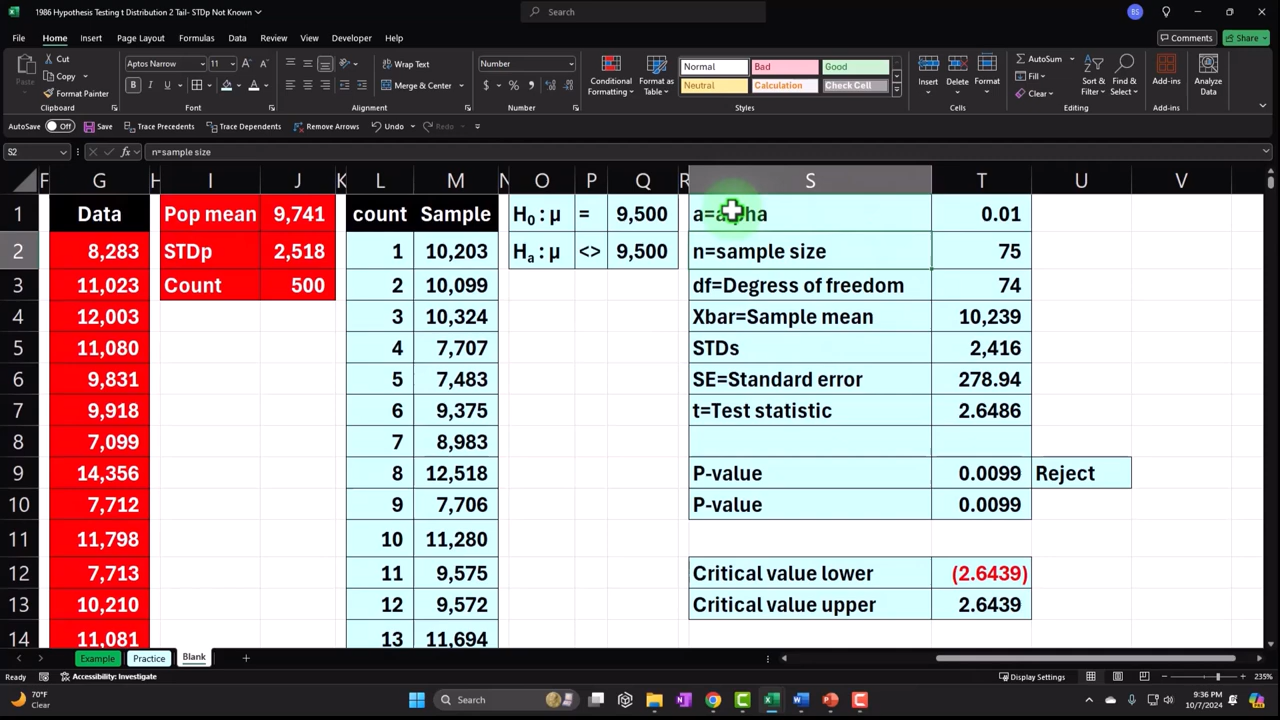 1986 Hypothesis Testing t Distribution 2 Tail- STDp Not Known
Search
BS
File Home Insert Page Layout Formulas Data Review View Developer Help
Comments Share
Paste
Cut
Copy
Format Painter
Clipboard
Aptos Narrow 11
B I U
Font
Wrap Text
Merge & Center
Alignment
Number
$ % ,
Number
Conditional Formatting
Format as Table
Normal Bad Good
Neutral Calculation Check Cell
Styles
Insert Delete Format
Cells
AutoSum
Fill
Clear
Sort & Filter
Find & Select
Editing
Add-ins
Add-ins
Analyze Data
AutoSave Off Save Trace Precedents Trace Dependents Remove Arrows Undo Redo
S2 fx n=sample size
F G H I J K L M N O P Q R S T U V
1 Data Pop mean 9,741 count Sample H0 : µ = 9,500 a=alpha 0.01
2 8,283 STDp 2,518 1 10,203 Ha : µ <> 9,500 n=sample size 75
3 11,023 Count 500 2 10,099 df=Degress of freedom 74
4 12,003 3 10,324 Xbar=Sample mean 10,239
5 11,080 4 7,707 STDs 2,416
6 9,831 5 7,483 SE=Standard error 278.94
7 9,918 6 9,375 t=Test statistic 2.6486
8 7,099 7 8,983
9 14,356 8 12,518 P-value 0.0099 Reject
10 7,712 9 7,706 P-value 0.0099
11 11,798 10 11,280
12 7,713 11 9,575 Critical value lower (2.6439)
13 10,210 12 9,572 Critical value upper 2.6439
14 11,081 13 11,694
Example Practice Blank
Ready Accessibility: Investigate Display Settings 235%
70°F
Clear
Search
9:36 PM
10/7/2024